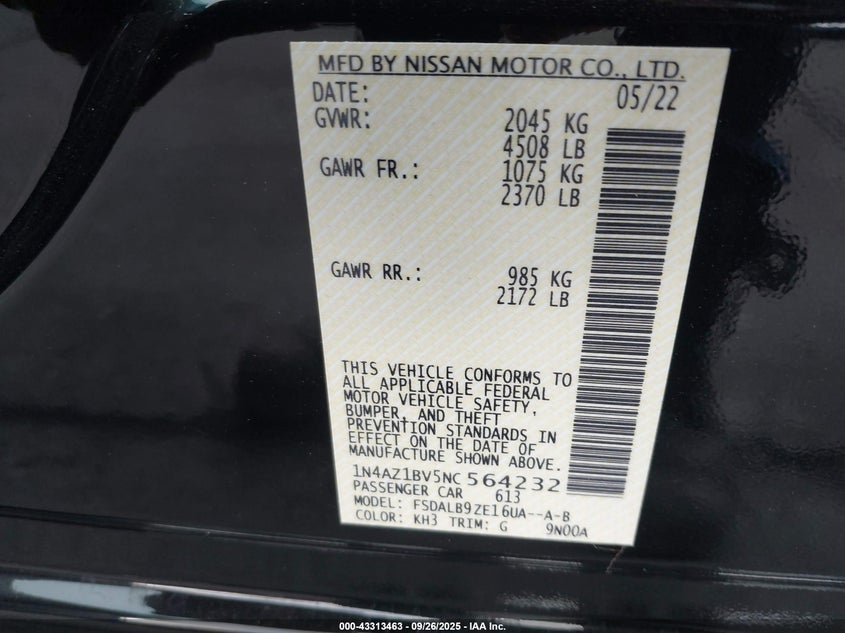 MFD BY NISSAN MOTOR CO., LTD.
DATE: 05/22
GVWR: 2045 KG
4508 LB
GAWR FR.: 1075 KG
2370 LB
GAWR RR.: 985 KG
2172 LB
THIS VEHICLE CONFORMS TO
ALL APPLICABLE FEDERAL
MOTOR VEHICLE SAFETY,
BUMPER, AND THEFT
PREVENTION STANDARDS IN
EFFECT ON THE DATE OF
MANUFACTURE SHOWN ABOVE.
1N4AZ1BV5NC564232
PASSENGER CAR 613
MODEL: FSDALB9ZE16UA--A-B
COLOR: KH3 TRIM: G 9N00A
000-43313463 - 09/26/2025 - IAA Inc.